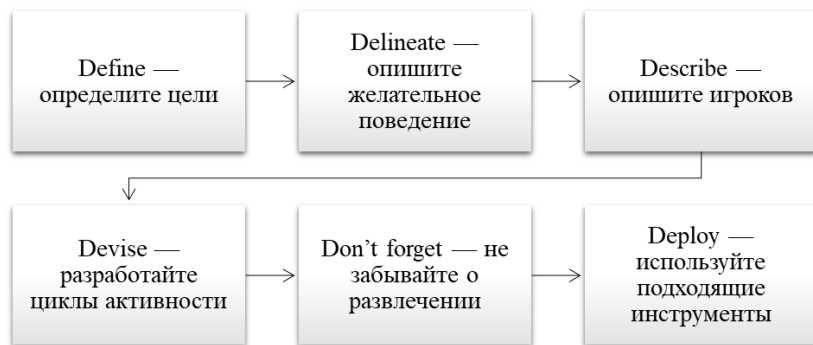 Define —
определите цели
Delineate —
опишите
желательное
поведение
Describe —
опишите игроков
Devise —
разработайте
циклы активности
Don’t forget — не
забывайте о
развлечении
Deploy —
используйте
подходящие
инструменты